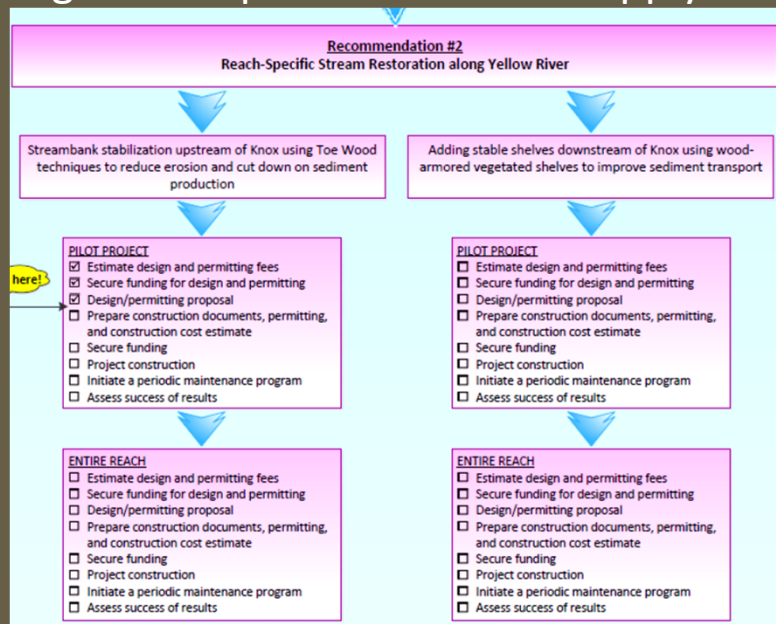 Recommendation #2
Reach-Specific Stream Restoration along Yellow River
Streambank stabilization upstream of Knox using Toe Wood
techniques to reduce erosion and cut down on sediment
production
Adding stable shelves downstream of Knox using wood-
armored vegetated shelves to improve sediment transport
here!
PILOT PROJECT
☑ Estimate design and permitting fees
☑ Secure funding for design and permitting
☑ Design/permitting proposal
☐ Prepare construction documents, permitting,
and construction cost estimate
☐ Secure funding
☐ Project construction
☐ Initiate a periodic maintenance program
☐ Assess success of results
PILOT PROJECT
☐ Estimate design and permitting fees
☐ Secure funding for design and permitting
☐ Design/permitting proposal
☐ Prepare construction documents, permitting,
and construction cost estimate
☐ Secure funding
☐ Project construction
☐ Initiate a periodic maintenance program
☐ Assess success of results
ENTIRE REACH
☐ Estimate design and permitting fees
☐ Secure funding for design and permitting
☐ Design/permitting proposal
☐ Prepare construction documents, permitting,
and construction cost estimate
☐ Secure funding
☐ Project construction
☐ Initiate a periodic maintenance program
☐ Assess success of results
ENTIRE REACH
☐ Estimate design and permitting fees
☐ Secure funding for design and permitting
☐ Design/permitting proposal
☐ Prepare construction documents, permitting,
and construction cost estimate
☐ Secure funding
☐ Project construction
☐ Initiate a periodic maintenance program
☐ Assess success of results